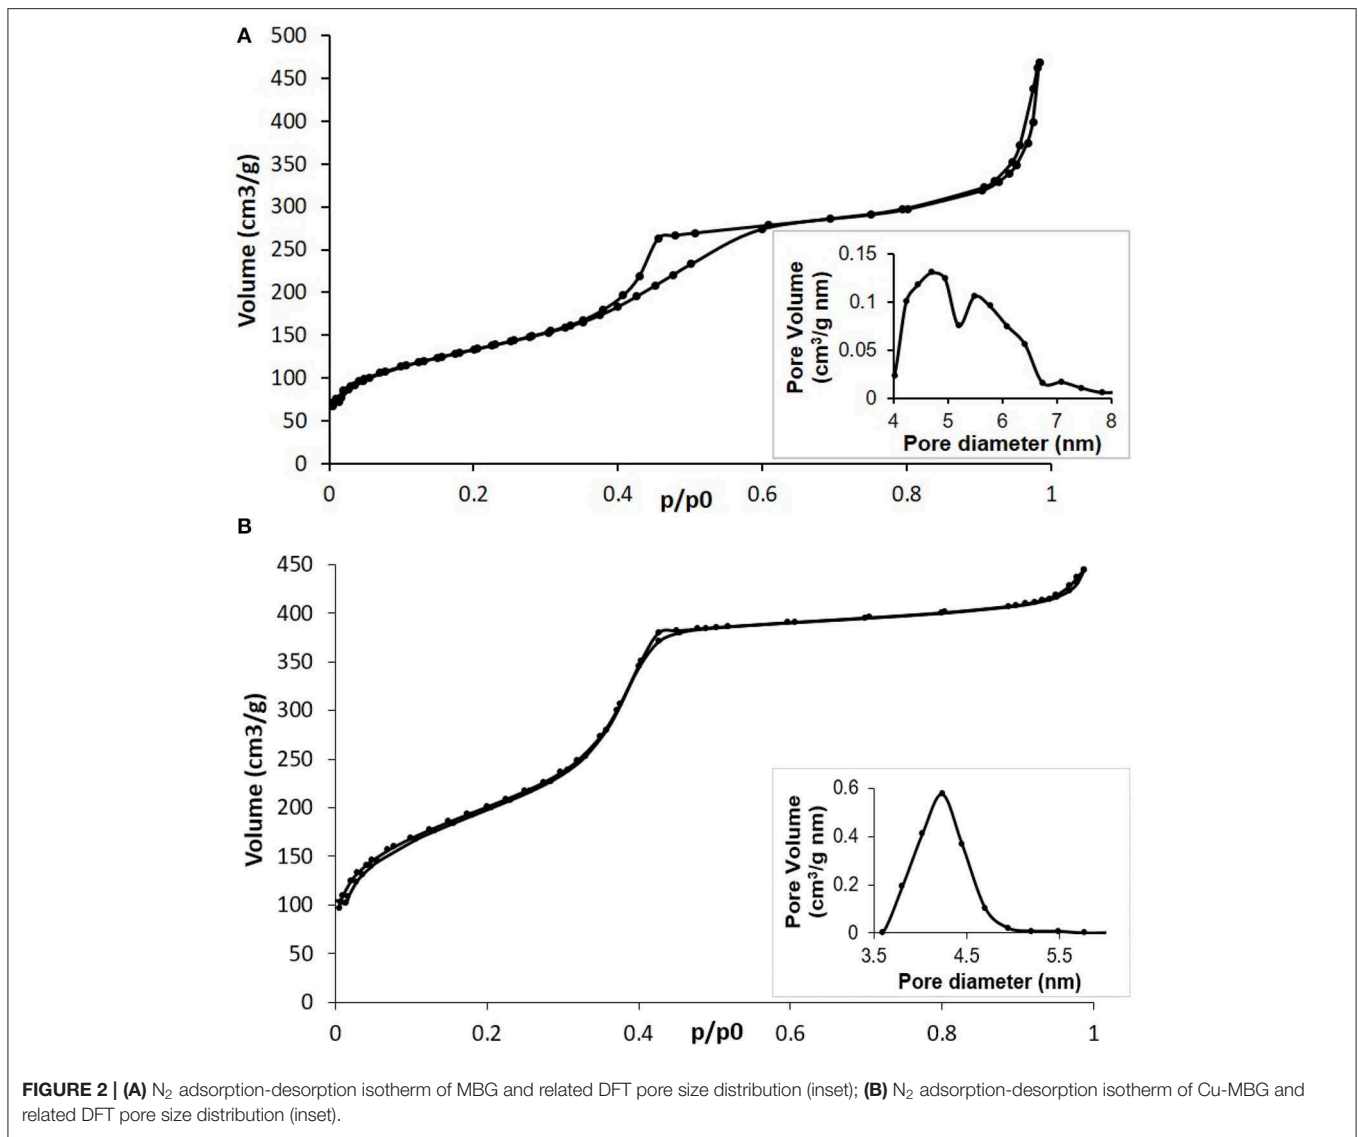 A
500
450
400
350
300
250
200
150
100
50
0
Volume (cm3/g)
0 0.2 0.4 0.6 0.8 1
p/p0
0.15
0.1
0.05
0
Pore Volume
(cm³/g nm)
4 5 6 7 8
Pore diameter (nm)
B
450
400
350
300
250
200
150
100
50
0
Volume (cm3/g)
0 0.2 0.4 0.6 0.8 1
p/p0
0.6
0.4
0.2
0
Pore Volume
(cm³/g nm)
3.5 4.5 5.5
Pore diameter (nm)
FIGURE 2 | (A) N₂ adsorption-desorption isotherm of MBG and related DFT pore size distribution (inset); (B) N₂ adsorption-desorption isotherm of Cu-MBG and
related DFT pore size distribution (inset).